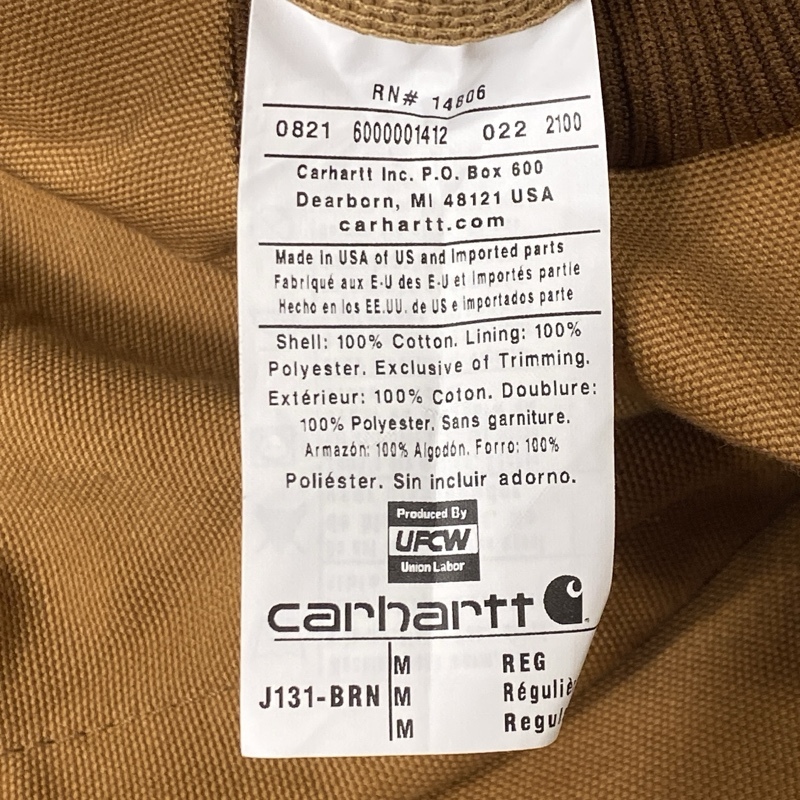 RN# 14806
0821 6000001412 022 2100
Carhartt Inc. P.O. Box 600
Dearborn, MI 48121 USA
carhartt.com
Made In USA of US and Imported parts
Fabriqué aux E-U des E-U et Importés partie
Hecho en los EE.UU. de US e Importados parte
Shell: 100% Cotton. Lining: 100%
Polyester. Exclusive of Trimming.
Extérieur: 100% Coton. Doublure:
100% Polyester. Sans garniture.
Armazón: 100% Algodón. Forro: 100%
Poliéster. Sin incluir adorno.
Produced By
UFCW
Union Labor
carhartt
M REG
J131-BRN M Réguliè
M Regu